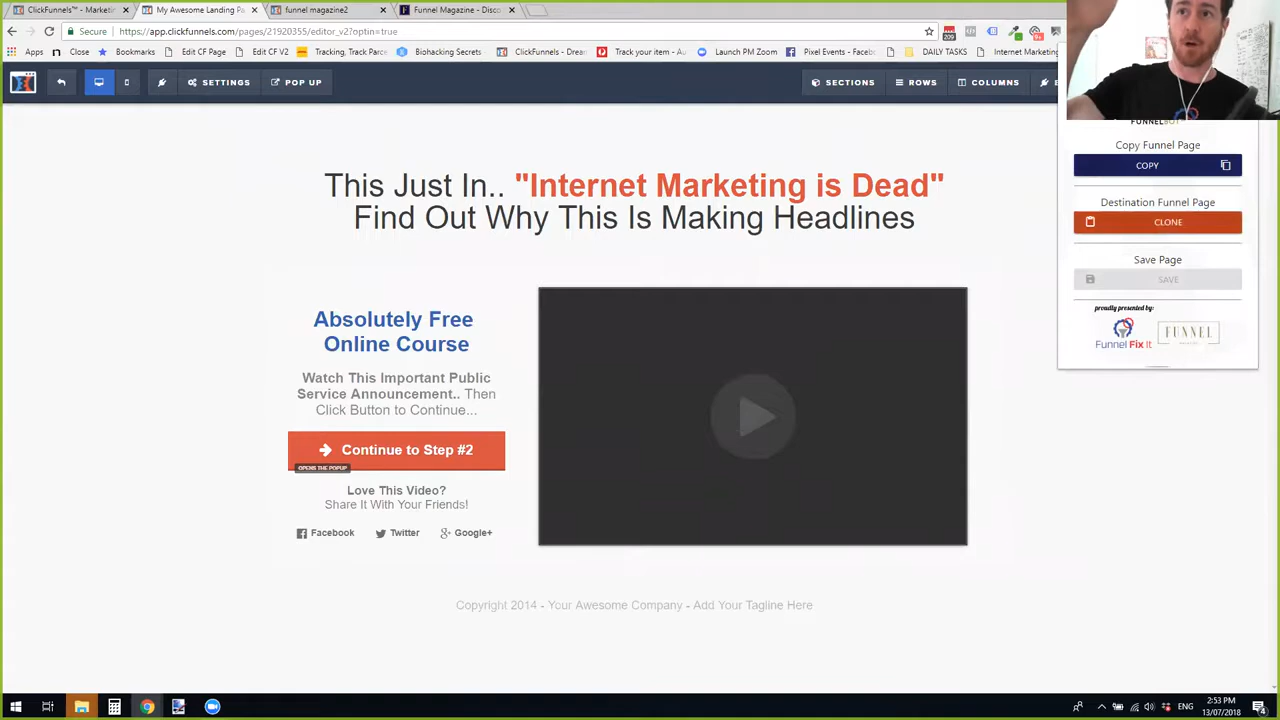 ClickFunnels™ - Marketin
My Awesome Landing Pa
funnel magazine2
Funnel Magazine - Disco
Secure
https://app.clickfunnels.com/pages/21920355/editor_v2?optin=true
Apps
Close
Bookmarks
Edit CF Page
Edit CF V2
Tracking, Track Parce
Biohacking Secrets
ClickFunnels - Dream
Track your item - Au
Launch PM Zoom
Pixel Events - Facebo
DAILY TASKS
Internet Marketing
SETTINGS
POP UP
SECTIONS
ROWS
COLUMNS
Copy Funnel Page
COPY
Destination Funnel Page
CLONE
Save Page
SAVE
proudly presented by:
Funnel Fix It
FUNNEL
This Just In.. "Internet Marketing is Dead"
Find Out Why This Is Making Headlines
Absolutely Free
Online Course
Watch This Important Public
Service Announcement.. Then
Click Button to Continue...
Continue to Step #2
OPENS THE POPUP
Love This Video?
Share It With Your Friends!
Facebook
Twitter
Google+
Copyright 2014 - Your Awesome Company - Add Your Tagline Here
ENG
2:53 PM
13/07/2018